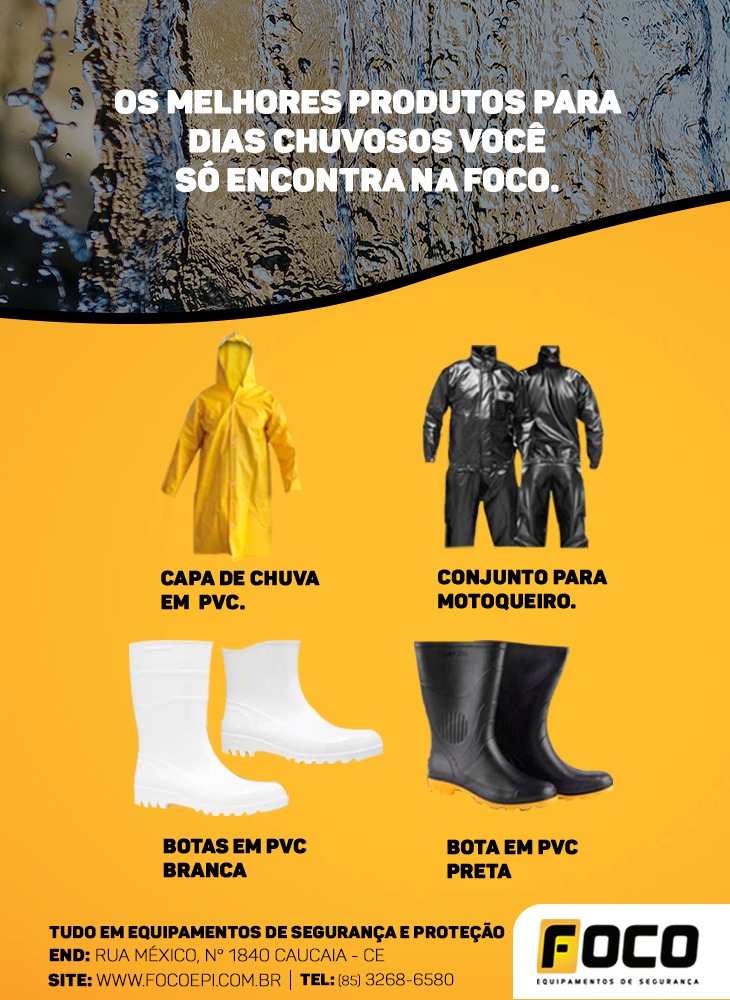 OS MELHORES PRODUTOS PARA
DIAS CHUVOSOS VOCÊ
SÓ ENCONTRA NA FOCO.
CAPA DE CHUVA
EM PVC.
CONJUNTO PARA
MOTOQUEIRO.
BOTAS EM PVC
BRANCA
BOTA EM PVC
PRETA
TUDO EM EQUIPAMENTOS DE SEGURANÇA E PROTEÇÃO
END: RUA MÉXICO, Nº 1840 CAUCAIA - CE
SITE: WWW.FOCOEPI.COM.BR | TEL: (85) 3268-6580
FOCO
EQUIPAMENTOS DE SEGURANÇA